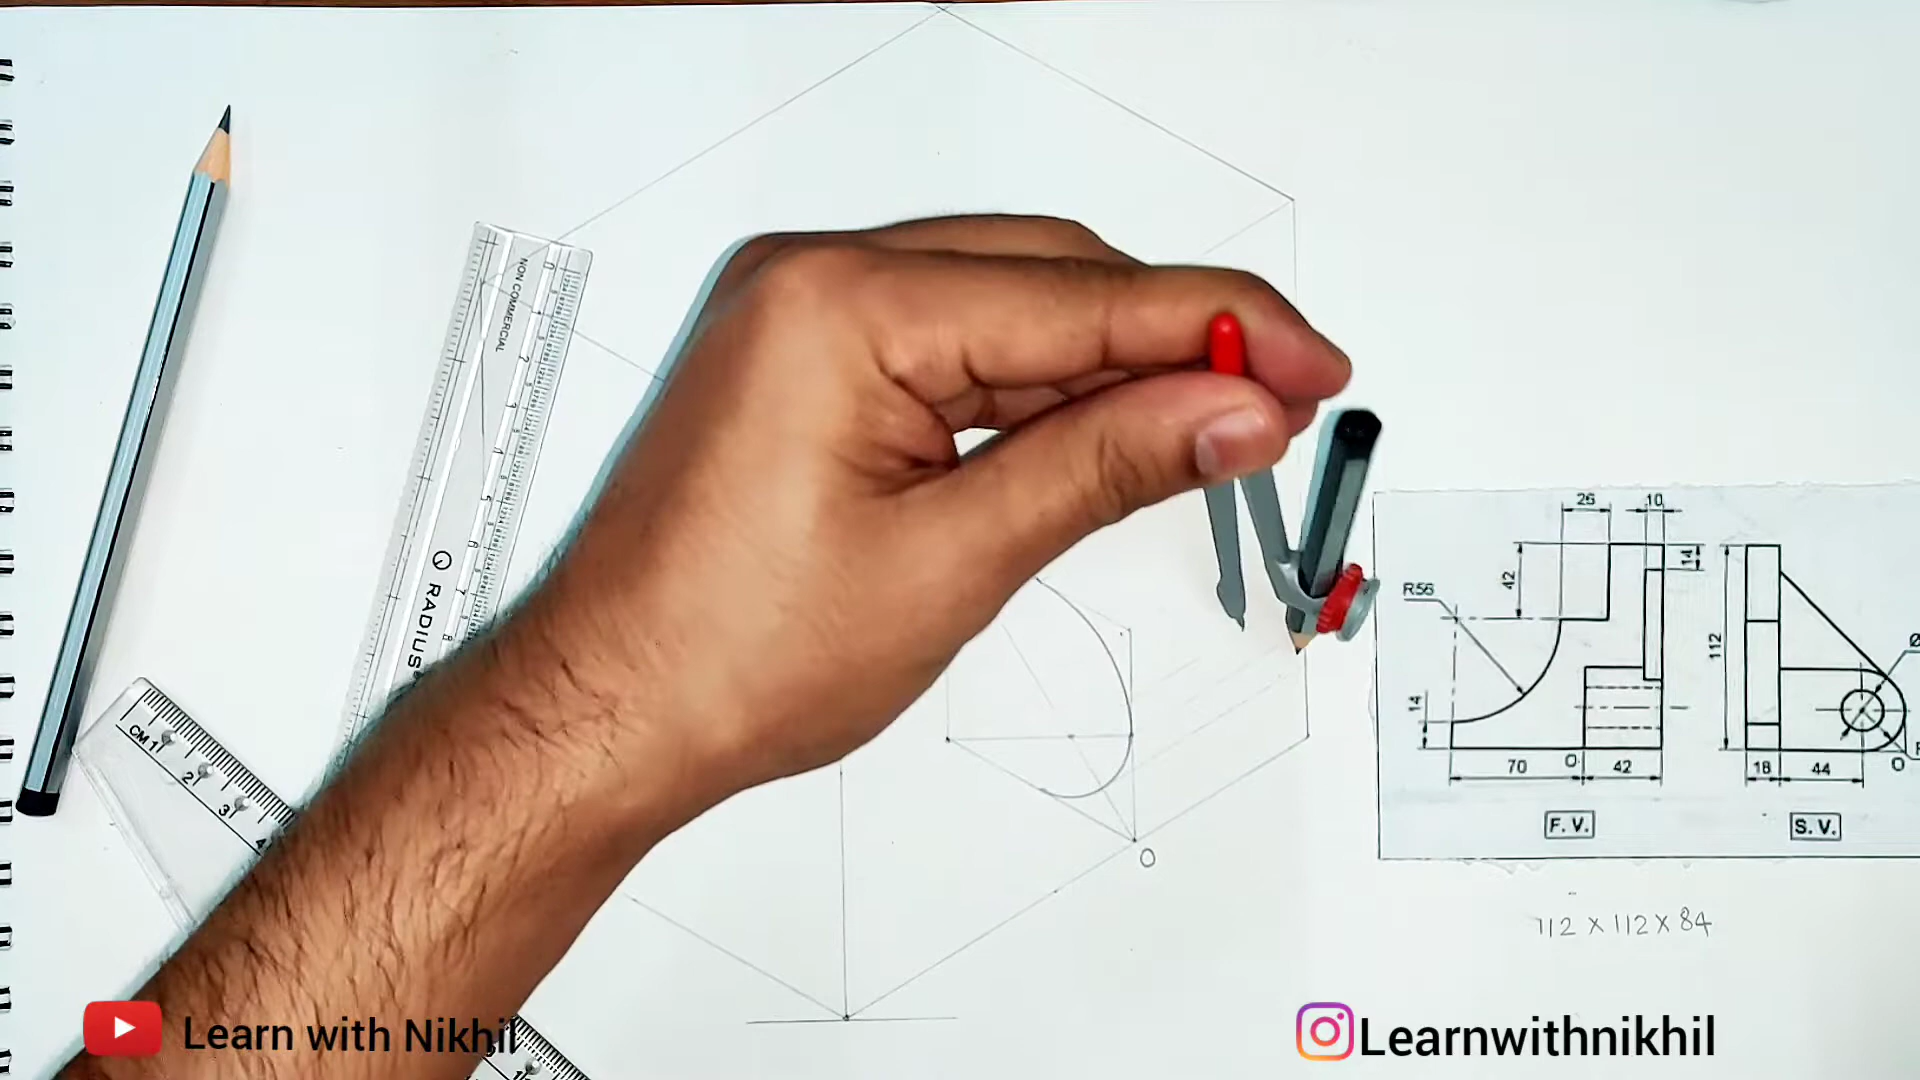 NON COMMERCIAL
RADIUS
CM 1 2 3 4
26
10
42
14
R56
112
14
70
O
42
18
44
O
F. V.
S. V.
O
112 x 112 x 84
Learn with Nikhil
Learnwithnikhil